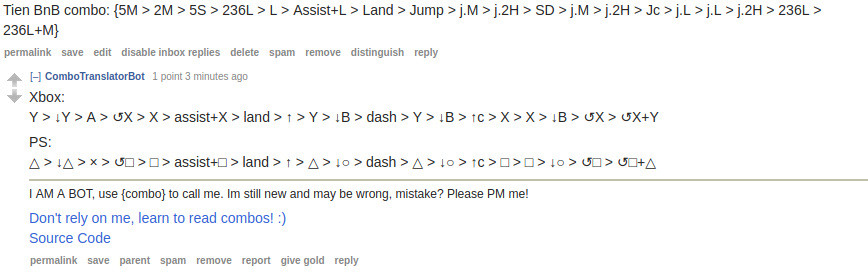 Tien BnB combo: {5M > 2M > 5S > 236L > L > Assist+L > Land > Jump > j.M > j.2H > SD > j.M > j.2H > Jc > j.L > j.L > j.2H > 236L >
236L+M}
permalink save edit disable inbox replies delete spam remove distinguish reply
[–] ComboTranslatorBot 1 point 3 minutes ago
Xbox:
Y > ↓Y > A > ↺X > X > assist+X > land > ↑ > Y > ↓B > dash > Y > ↓B > ↑c > X > X > ↓B > ↺X > ↺X+Y
PS:
△ > ↓△ > × > ↺□ > □ > assist+□ > land > ↑ > △ > ↓○ > dash > △ > ↓○ > ↑c > □ > □ > ↓○ > ↺□ > ↺□+△
I AM A BOT, use {combo} to call me. Im still new and may be wrong, mistake? Please PM me!
Don't rely on me, learn to read combos! :)
Source Code
permalink save parent spam remove report give gold reply